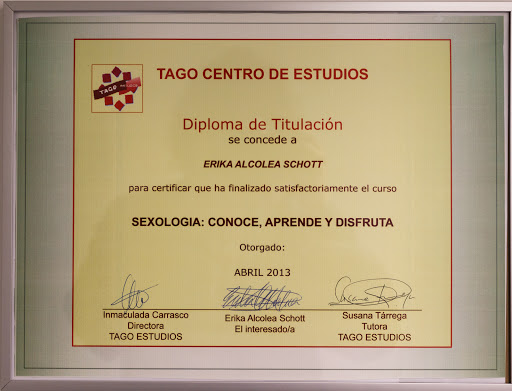 TAGO CENTRO DE ESTUDIOS
TAGO
Diploma de Titulación
se concede a
ERIKA ALCOLEA SCHOTT
para certificar que ha finalizado satisfactoriamente el curso
SEXOLOGIA: CONOCE, APRENDE Y DISFRUTA
Otorgado:
ABRIL 2013
Inmaculada Carrasco
Directora
TAGO ESTUDIOS
Erika Alcolea Schott
El interesado/a
Susana Tárrega
Tutora
TAGO ESTUDIOS